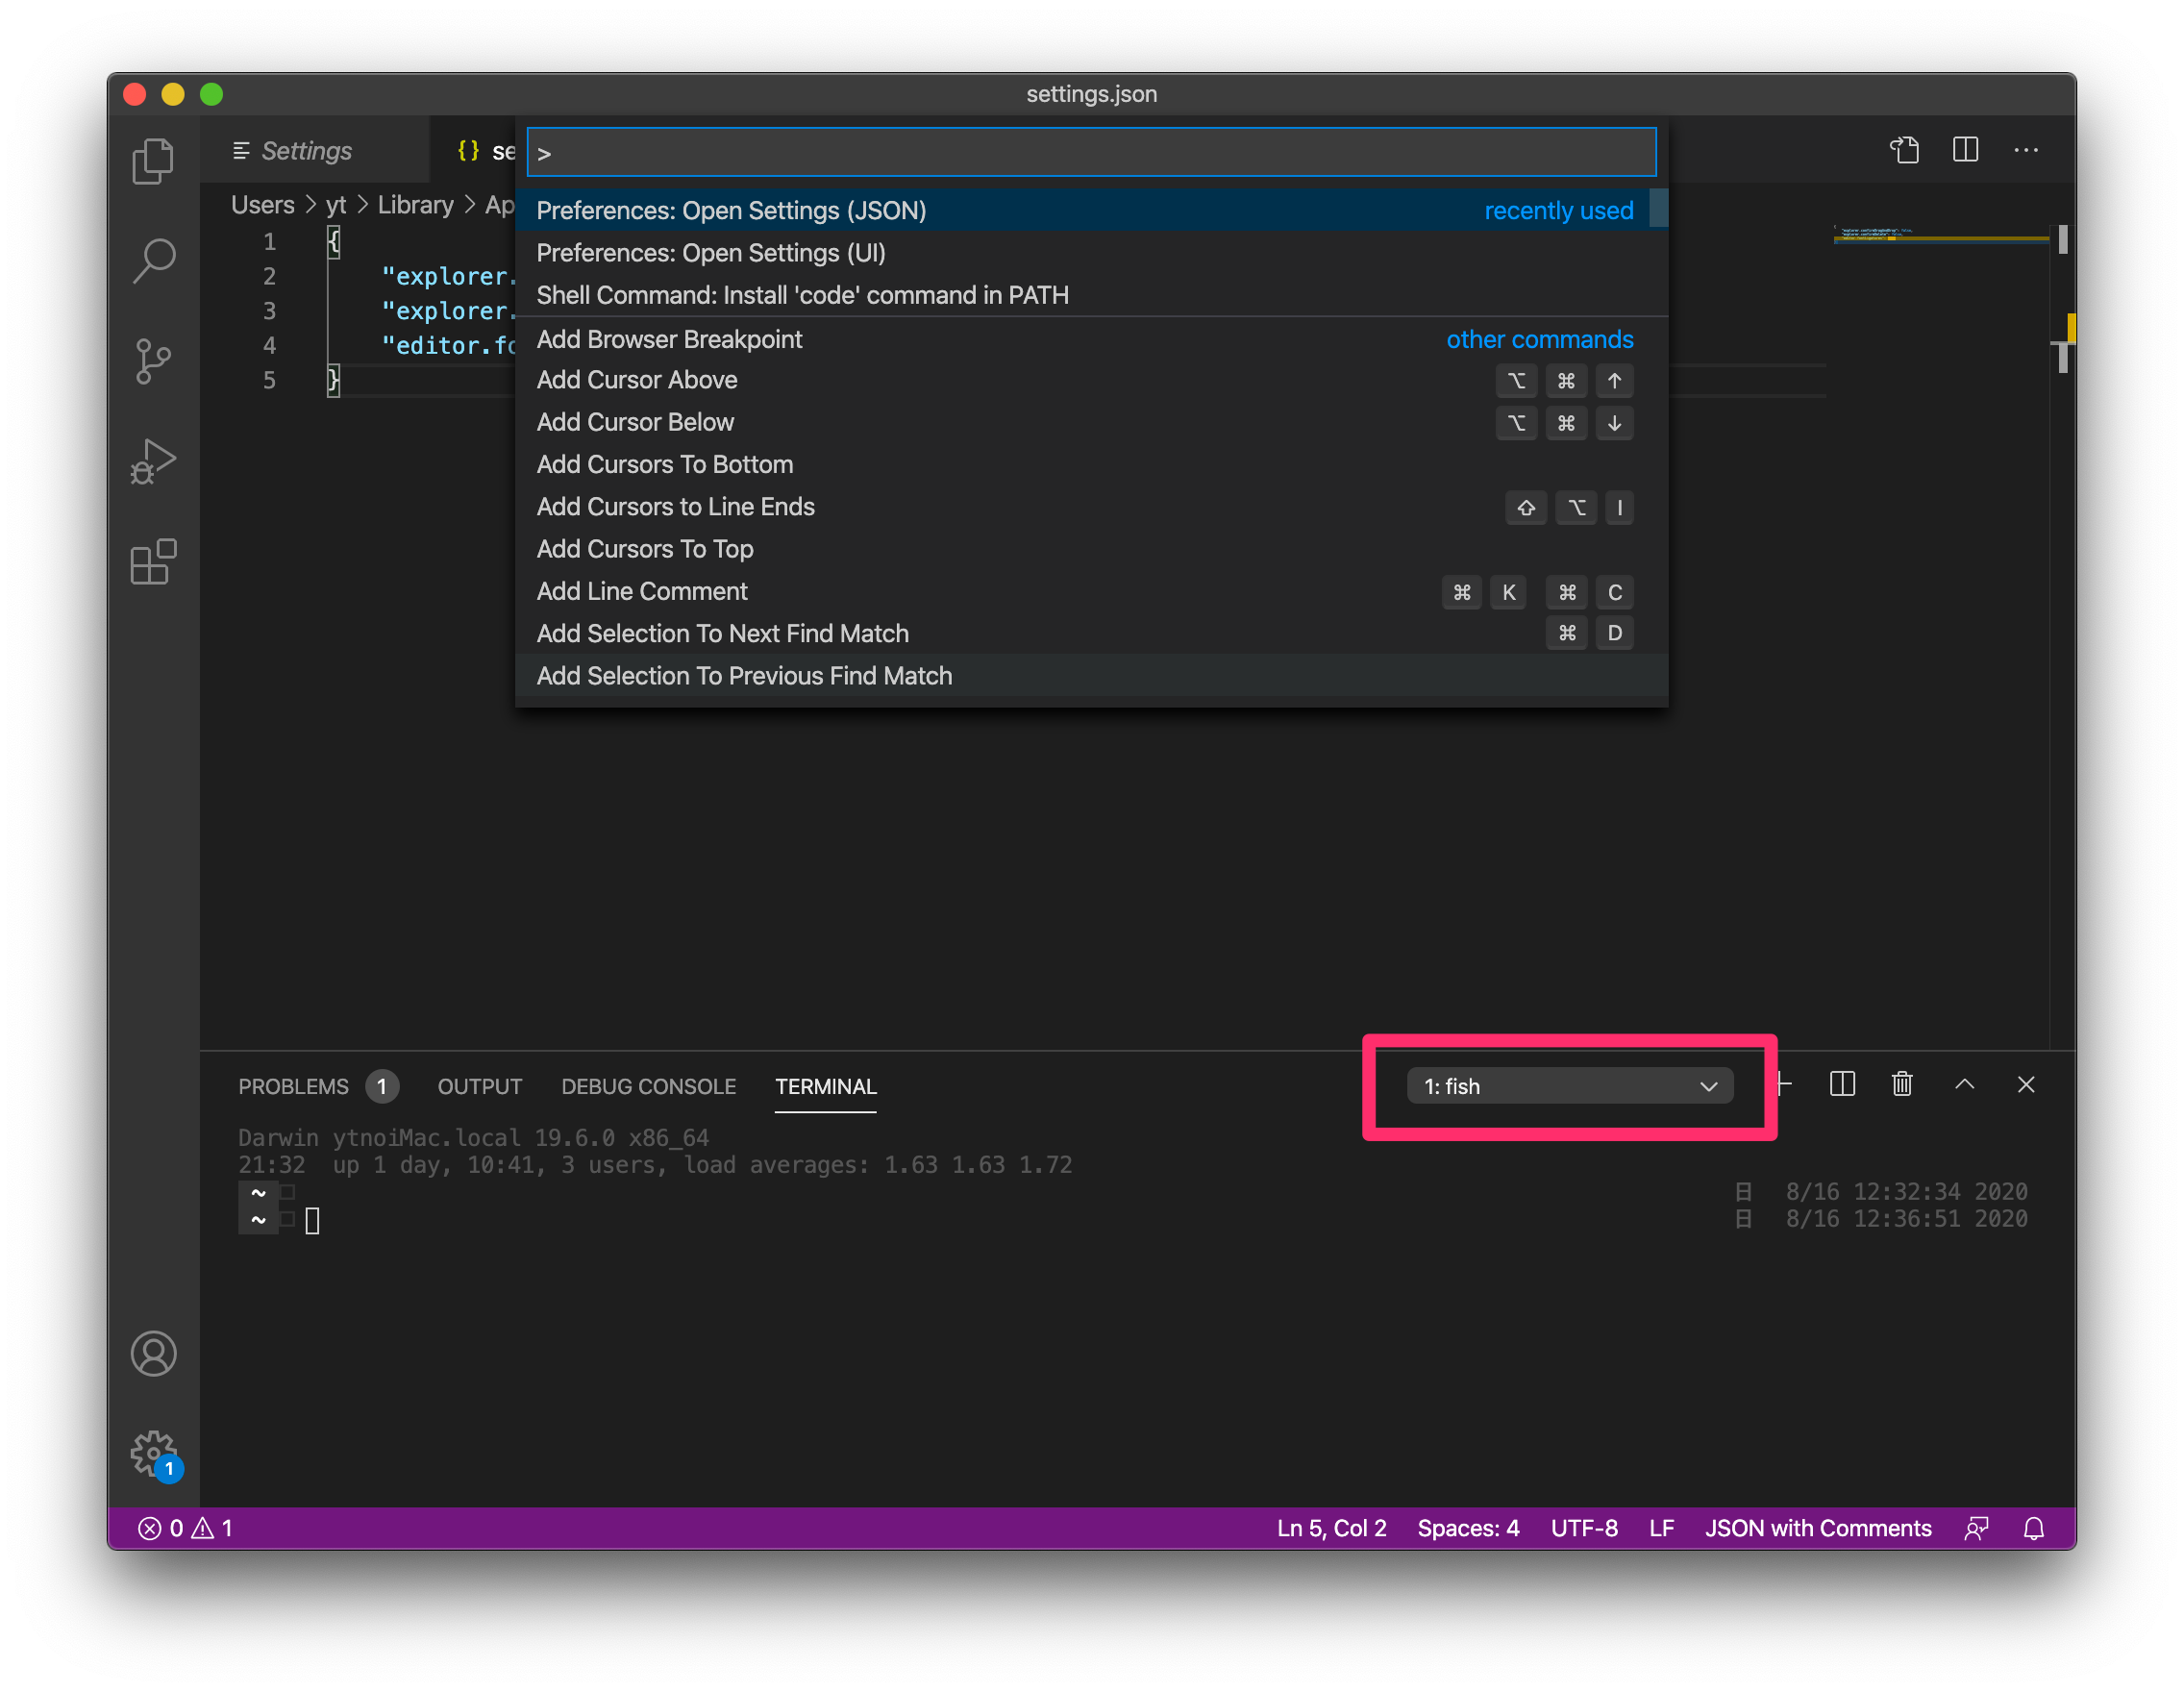 settings.json
Settings
{} se
>
Users > yt > Library > Ap
Preferences: Open Settings (JSON) recently used
Preferences: Open Settings (UI)
Shell Command: Install 'code' command in PATH
Add Browser Breakpoint other commands
Add Cursor Above ⌥ ⌘ ↑
Add Cursor Below ⌥ ⌘ ↓
Add Cursors To Bottom
Add Cursors to Line Ends ⇧ ⌥ I
Add Cursors To Top
Add Line Comment ⌘ K ⌘ C
Add Selection To Next Find Match ⌘ D
Add Selection To Previous Find Match
1 {
2 "explorer.
3 "explorer.
4 "editor.fo
5 }
PROBLEMS 1 OUTPUT DEBUG CONSOLE TERMINAL 1: fish
Darwin ytnoiMac.local 19.6.0 x86_64
21:32 up 1 day, 10:41, 3 users, load averages: 1.63 1.63 1.72
~ 日 8/16 12:32:34 2020
~ 日 8/16 12:36:51 2020
1
0 1 Ln 5, Col 2 Spaces: 4 UTF-8 LF JSON with Comments